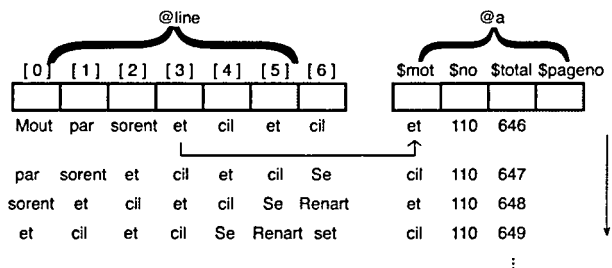 @line @a
[0] [1] [2] [3] [4] [5] [6] $mot $no $total $pageno
Mout par sorent et cil et cil et 110 646
par sorent et cil et cil Se cil 110 647
sorent et cil et cil Se Renart et 110 648
et cil et cil Se Renart set cil 110 649
⋮